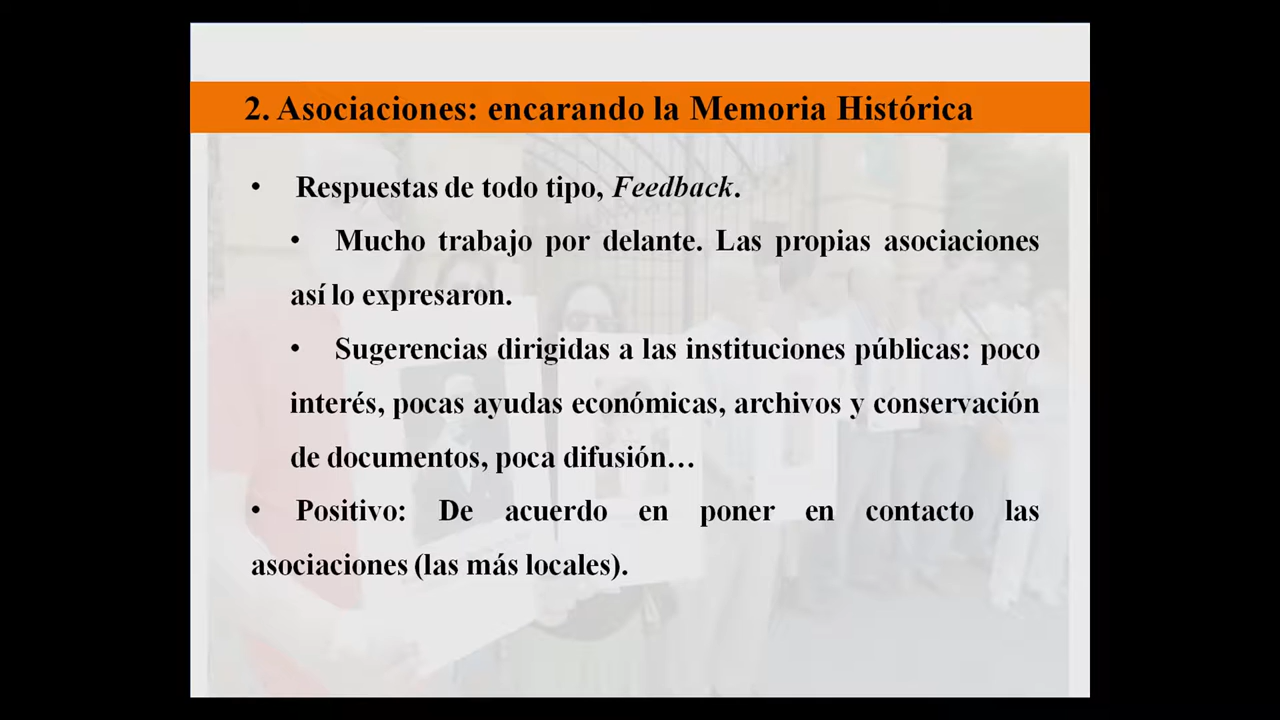 2. Asociaciones: encarando la Memoria Histórica
• Respuestas de todo tipo, Feedback.
• Mucho trabajo por delante. Las propias asociaciones
así lo expresaron.
• Sugerencias dirigidas a las instituciones públicas: poco
interés, pocas ayudas económicas, archivos y conservación
de documentos, poca difusión…
• Positivo: De acuerdo en poner en contacto las
asociaciones (las más locales).